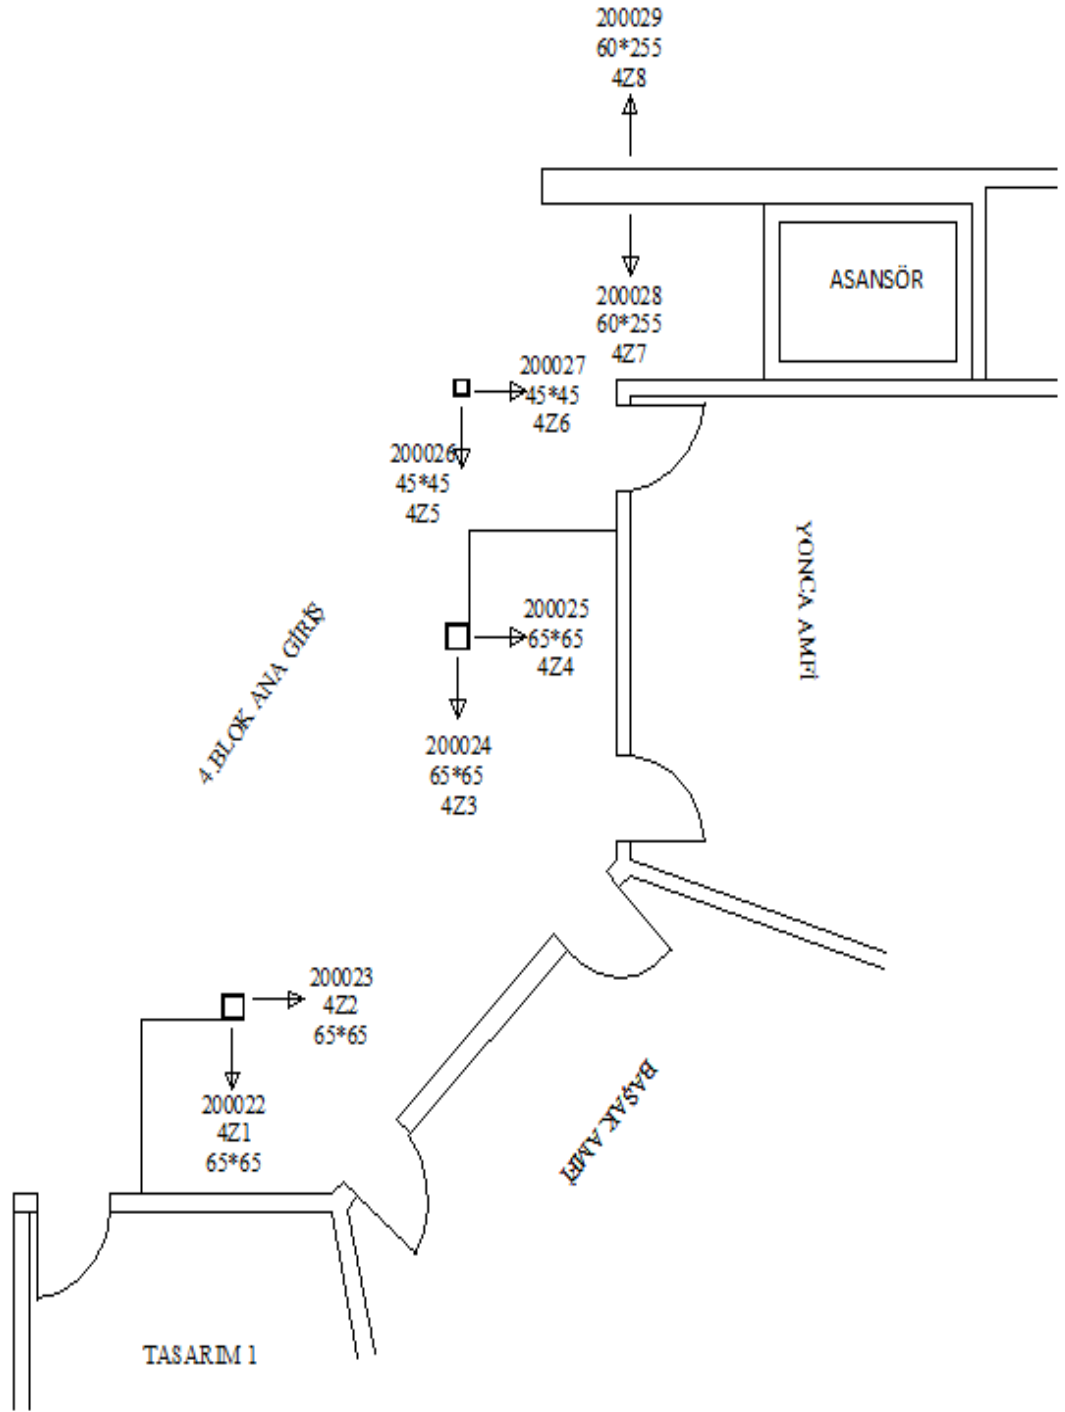 200029
60*255
4Z8
ASANSÖR
200028
60*255
4Z7
200027
45*45
4Z6
200026
45*45
4Z5
YONCA AMFİ
200025
65*65
4Z4
4.BLOK ANA GİRİŞ
200024
65*65
4Z3
200023
4Z2
65*65
BAŞAK AMFİ
200022
4Z1
65*65
TASARIM 1